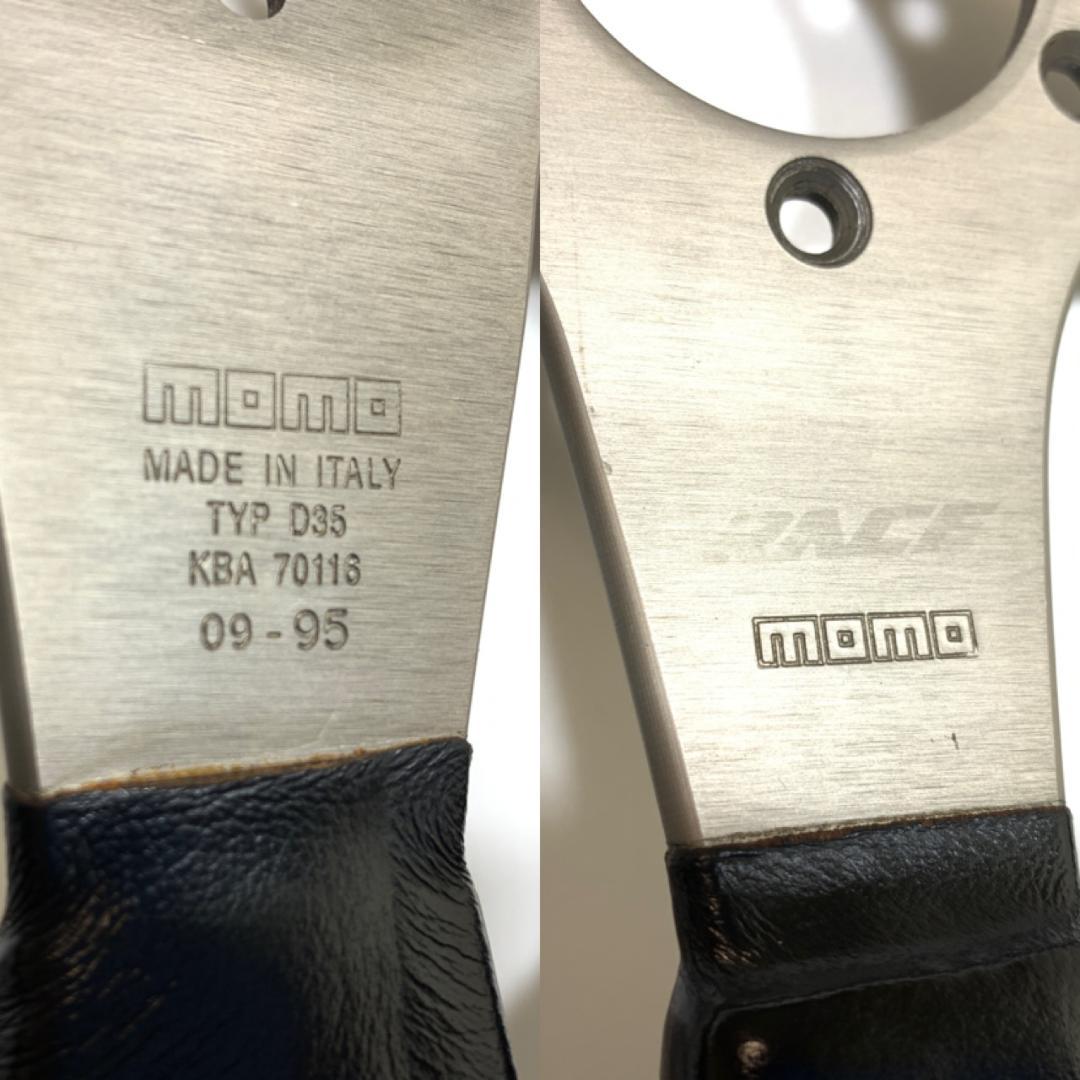 momo
MADE IN ITALY
TYP D35
KBA 70116
09-95
momo